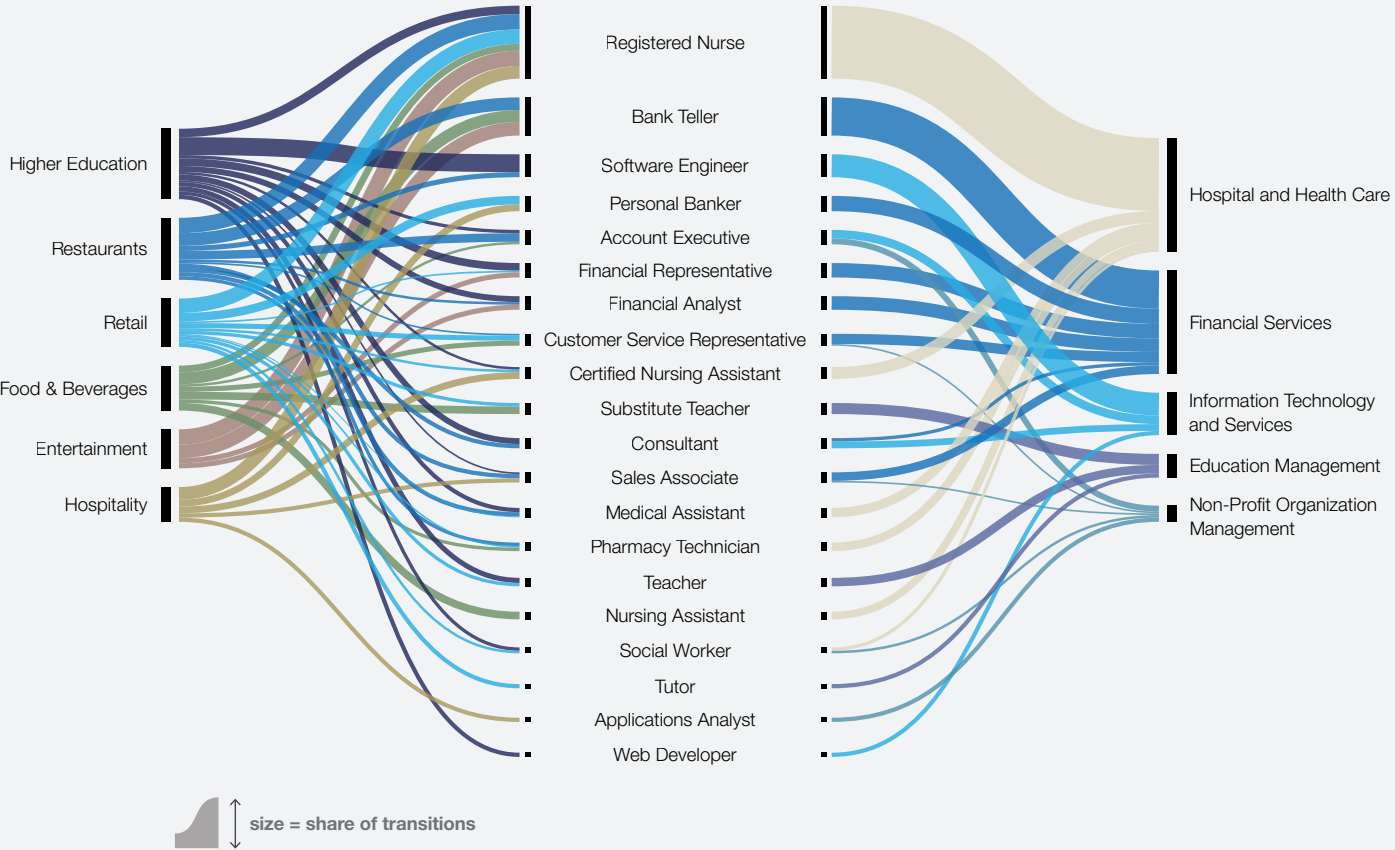 Higher Education
Restaurants
Retail
Food & Beverages
Entertainment
Hospitality
Registered Nurse
Bank Teller
Software Engineer
Personal Banker
Account Executive
Financial Representative
Financial Analyst
Customer Service Representative
Certified Nursing Assistant
Substitute Teacher
Consultant
Sales Associate
Medical Assistant
Pharmacy Technician
Teacher
Nursing Assistant
Social Worker
Tutor
Applications Analyst
Web Developer
Hospital and Health Care
Financial Services
Information Technology
and Services
Education Management
Non-Profit Organization
Management
size = share of transitions